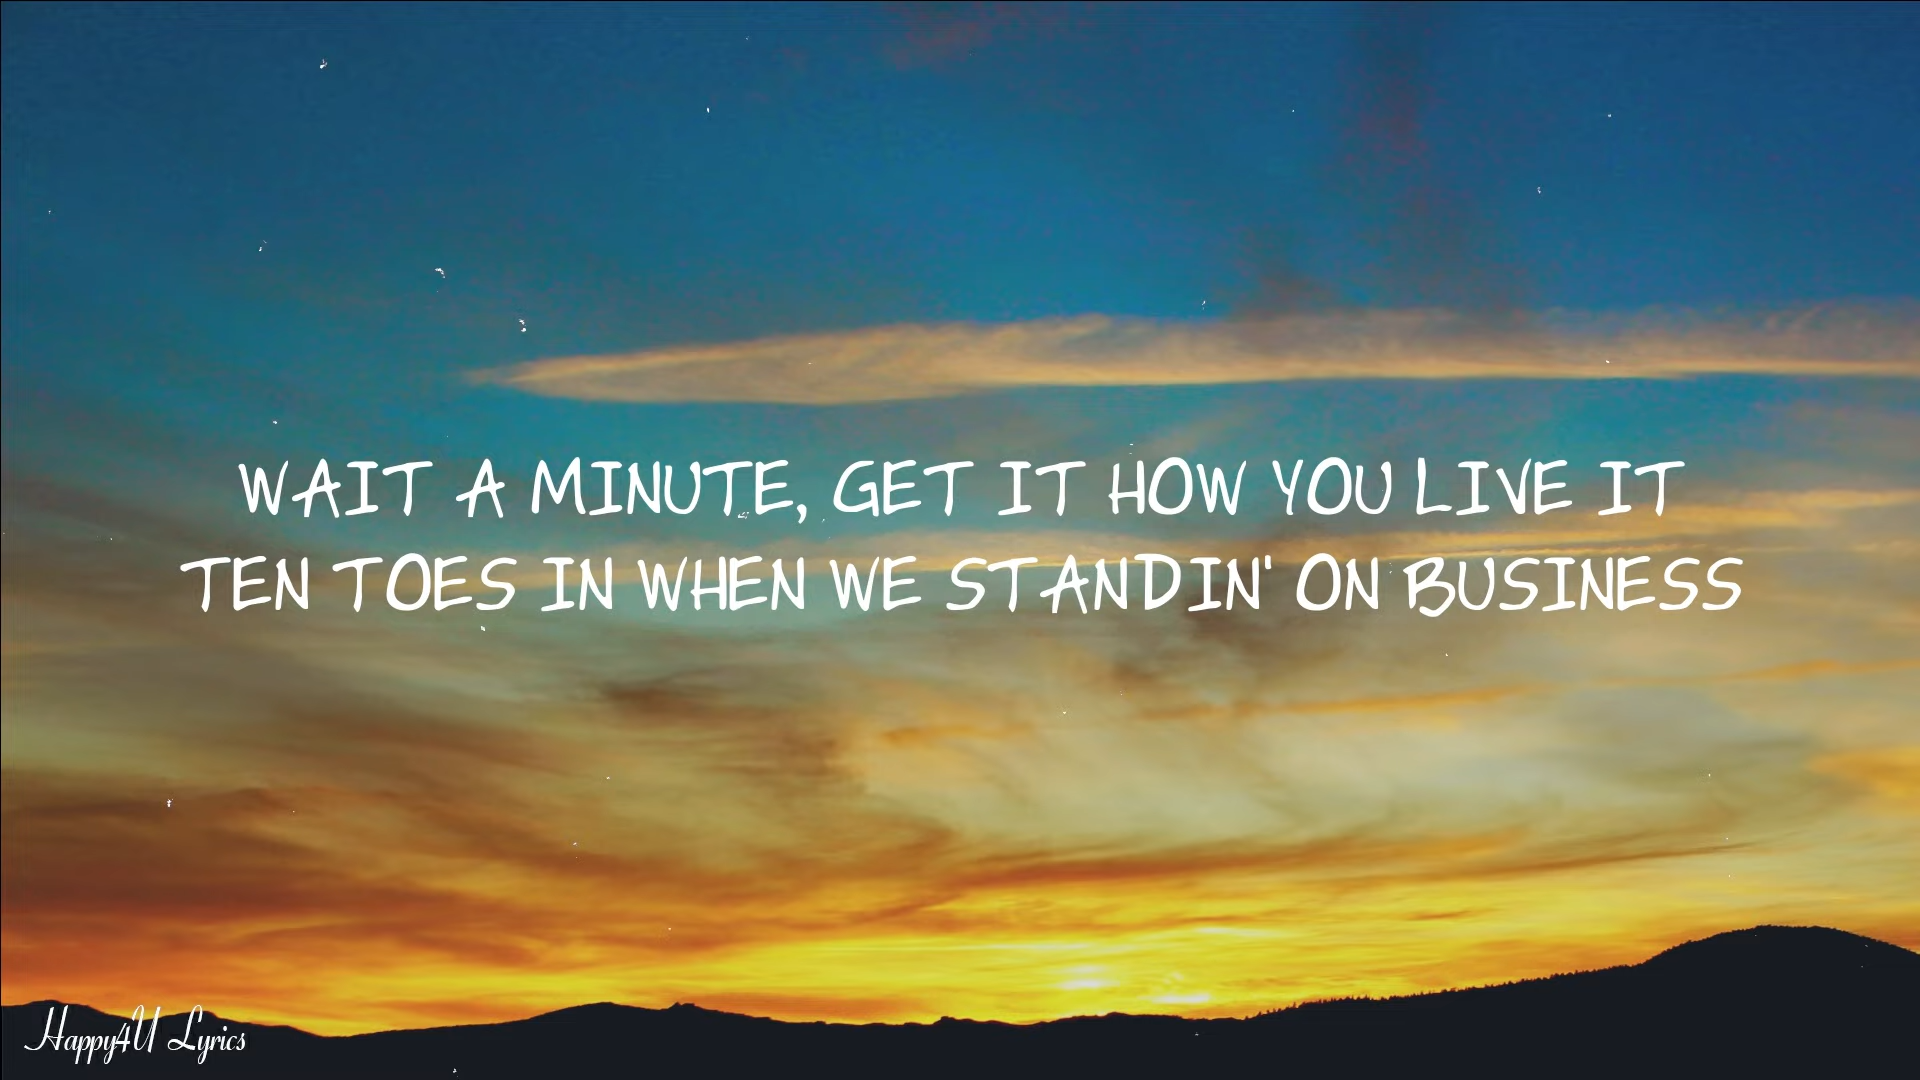 WAIT A MINUTE, GET IT HOW YOU LIVE IT
TEN TOES IN WHEN WE STANDIN' ON BUSINESS
Happy4U Lyrics